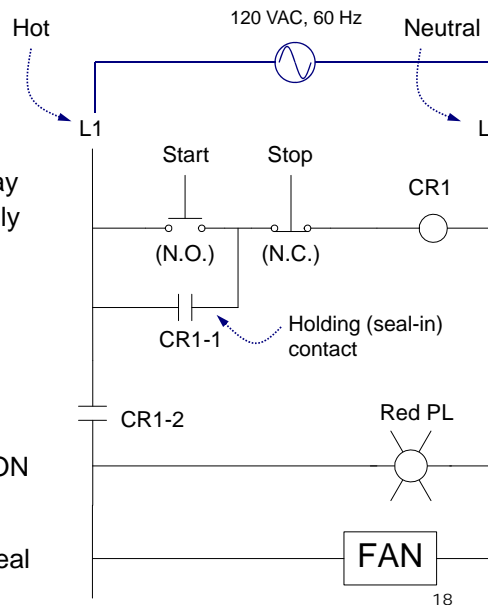 120 VAC, 60 Hz
Hot
Neutral
L1
L
Start
Stop
CR1
(N.O.)
(N.C.)
CR1-1
Holding (seal-in)
contact
CR1-2
Red PL
ON
FAN
18